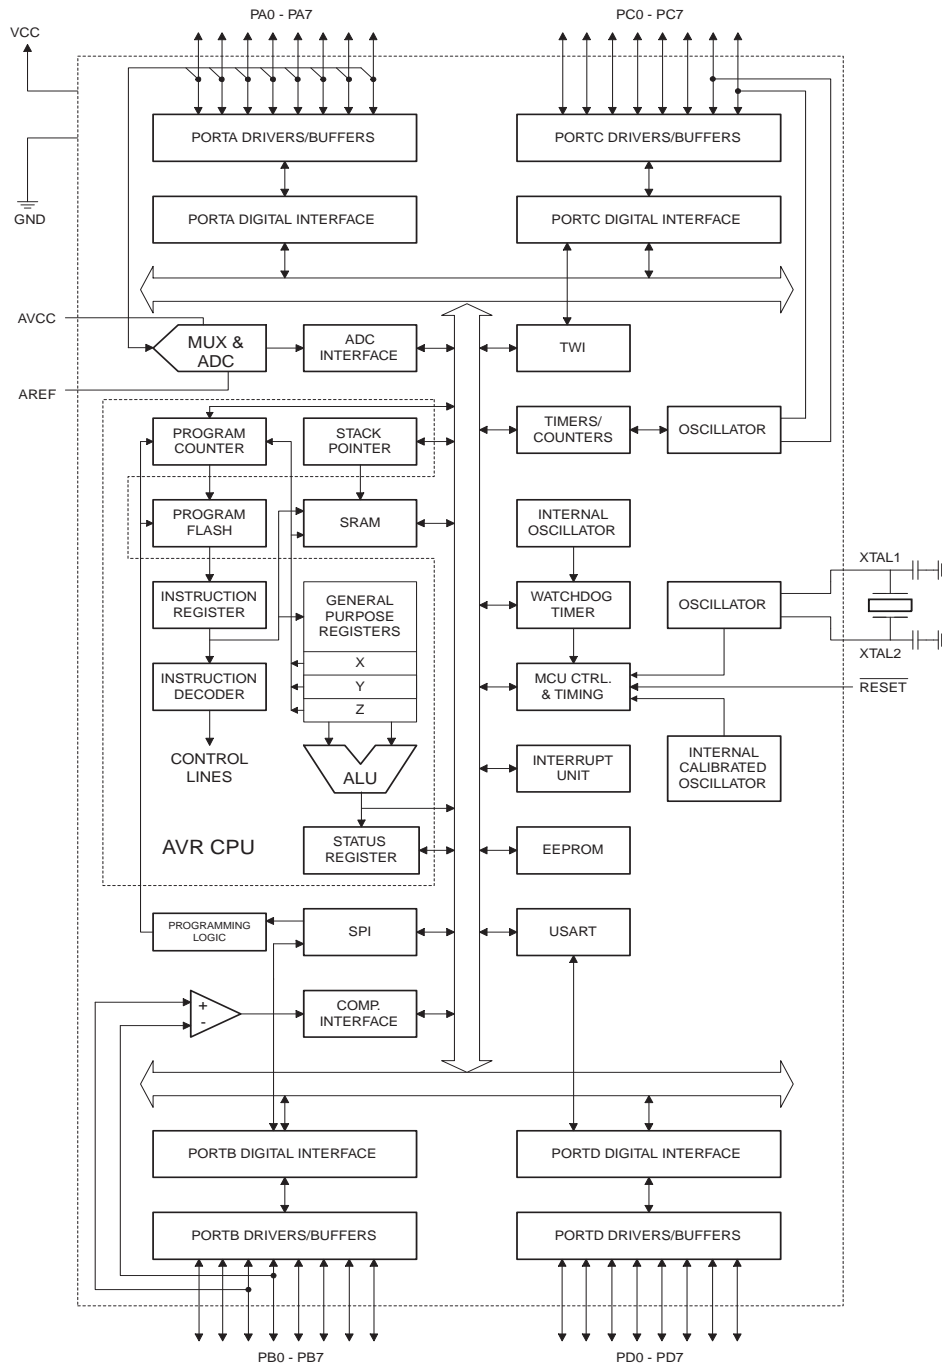 PA0 - PA7
PC0 - PC7
VCC
PORTA DRIVERS/BUFFERS
PORTC DRIVERS/BUFFERS
GND
PORTA DIGITAL INTERFACE
PORTC DIGITAL INTERFACE
AVCC
MUX &
ADC
ADC
INTERFACE
TWI
AREF
PROGRAM
COUNTER
STACK
POINTER
TIMERS/
COUNTERS
OSCILLATOR
PROGRAM
FLASH
SRAM
INTERNAL
OSCILLATOR
XTAL1
INSTRUCTION
REGISTER
GENERAL
PURPOSE
REGISTERS
WATCHDOG
TIMER
OSCILLATOR
XTAL2
X
INSTRUCTION
DECODER
Y
MCU CTRL.
& TIMING
RESET
Z
CONTROL
LINES
ALU
INTERRUPT
UNIT
INTERNAL
CALIBRATED
OSCILLATOR
AVR CPU
STATUS
REGISTER
EEPROM
PROGRAMMING
LOGIC
SPI
USART
+
-
COMP.
INTERFACE
PORTB DIGITAL INTERFACE
PORTD DIGITAL INTERFACE
PORTB DRIVERS/BUFFERS
PORTD DRIVERS/BUFFERS
PB0 - PB7
PD0 - PD7